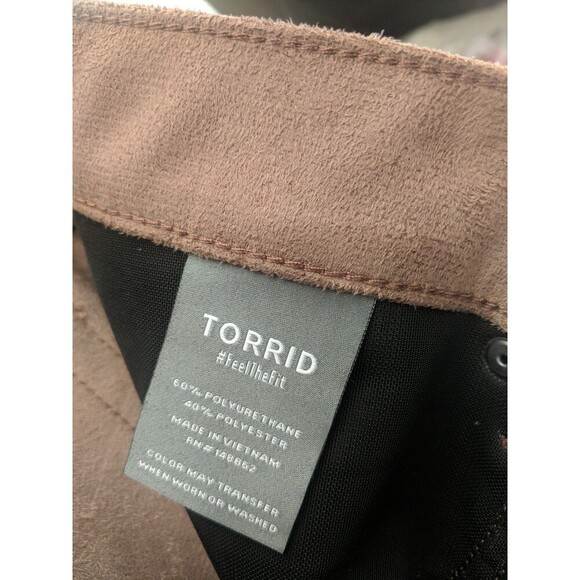 TORRID
#FeelTheFit
60% POLYURETHANE
40% POLYESTER
MADE IN VIETNAM
RN# 148862
COLOR MAY TRANSFER
WHEN WORN OR WASHED